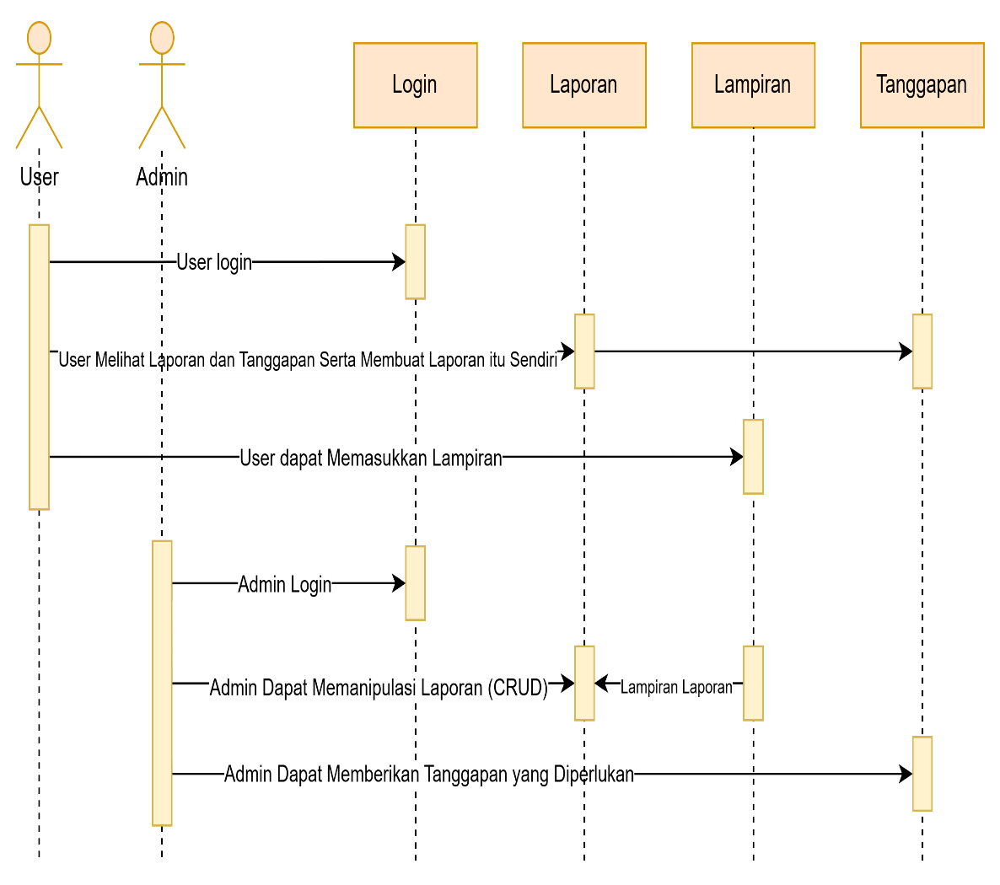 User
Admin
Login
Laporan
Lampiran
Tanggapan
User login
User Melihat Laporan dan Tanggapan Serta Membuat Laporan itu Sendiri
User dapat Memasukkan Lampiran
Admin Login
Admin Dapat Memanipulasi Laporan (CRUD)
Lampiran Laporan
Admin Dapat Memberikan Tanggapan yang Diperlukan